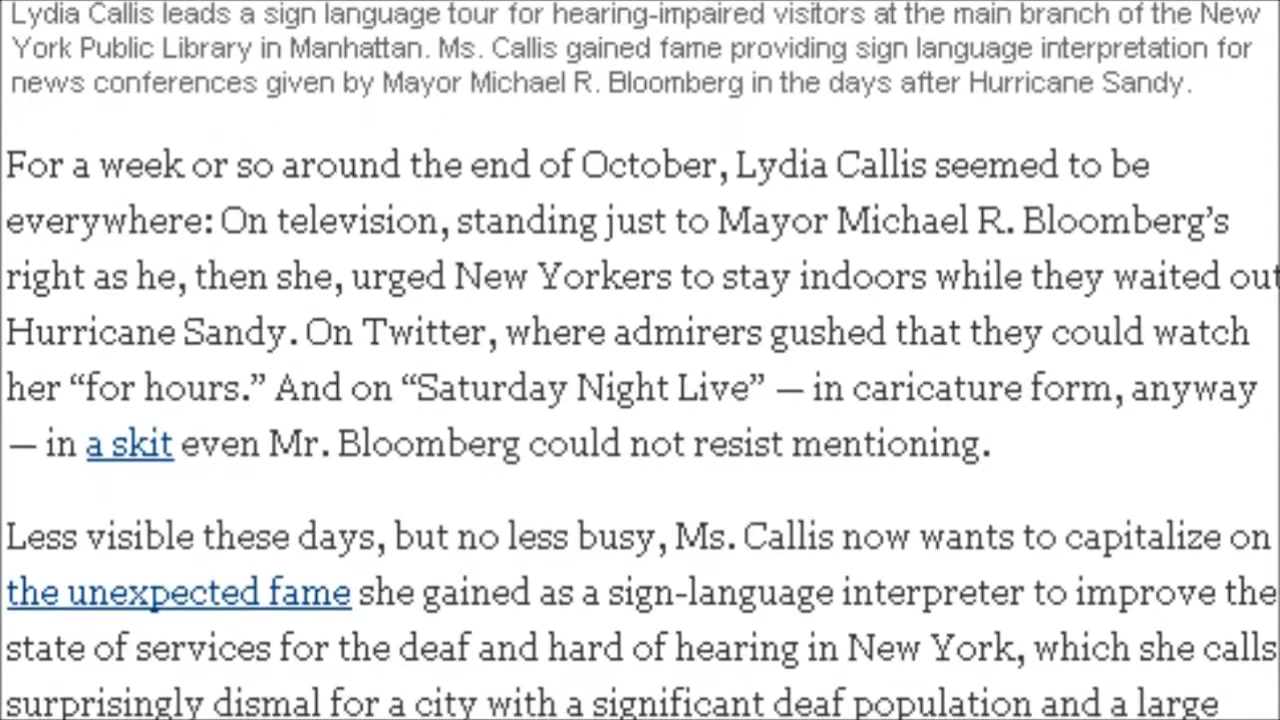 Lydia Callis leads a sign language tour for hearing-impaired visitors at the main branch of the New
York Public Library in Manhattan. Ms. Callis gained fame providing sign language interpretation for
news conferences given by Mayor Michael R. Bloomberg in the days after Hurricane Sandy.
For a week or so around the end of October, Lydia Callis seemed to be
everywhere: On television, standing just to Mayor Michael R. Bloomberg’s
right as he, then she, urged New Yorkers to stay indoors while they waited out
Hurricane Sandy. On Twitter, where admirers gushed that they could watch
her “for hours.” And on “Saturday Night Live” — in caricature form, anyway
— in a skit even Mr. Bloomberg could not resist mentioning.
Less visible these days, but no less busy, Ms. Callis now wants to capitalize on
the unexpected fame she gained as a sign-language interpreter to improve the
state of services for the deaf and hard of hearing in New York, which she calls
surprisingly dismal for a city with a significant deaf population and a large